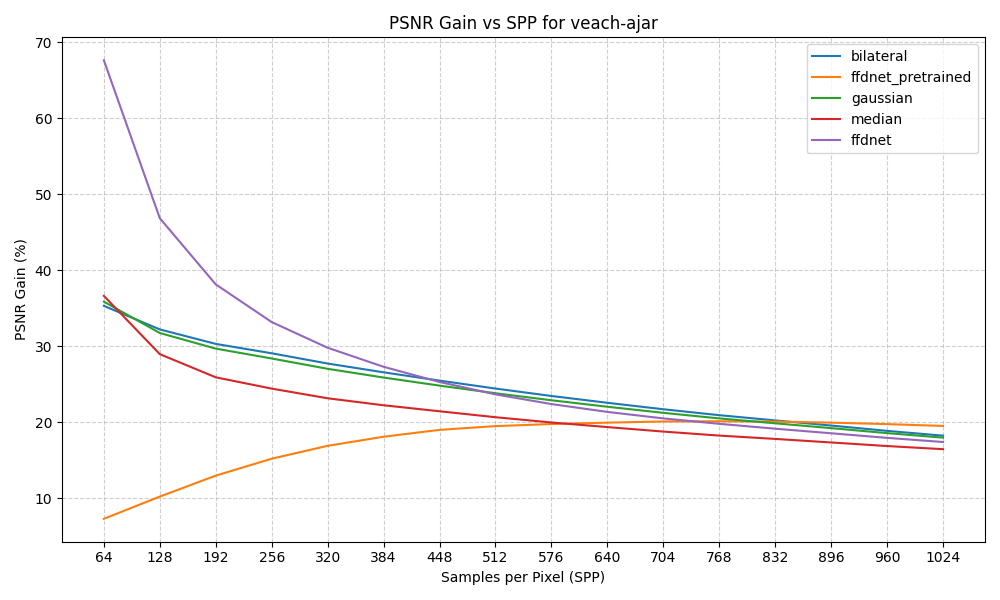 PSNR Gain vs SPP for veach-ajar
bilateral
ffdnet_pretrained
gaussian
median
ffdnet
PSNR Gain (%)
70
60
50
40
30
20
10
64 128 192 256 320 384 448 512 576 640 704 768 832 896 960 1024
Samples per Pixel (SPP)